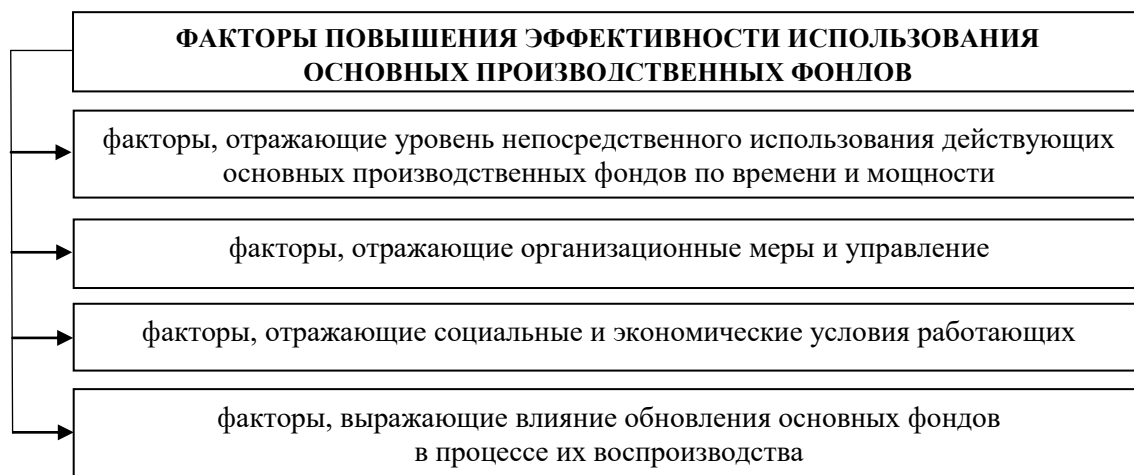 ФАКТОРЫ ПОВЫШЕНИЯ ЭФФЕКТИВНОСТИ ИСПОЛЬЗОВАНИЯ
ОСНОВНЫХ ПРОИЗВОДСТВЕННЫХ ФОНДОВ
факторы, отражающие уровень непосредственного использования действующих
основных производственных фондов по времени и мощности
факторы, отражающие организационные меры и управление
факторы, отражающие социальные и экономические условия работающих
факторы, выражающие влияние обновления основных фондов
в процессе их воспроизводства